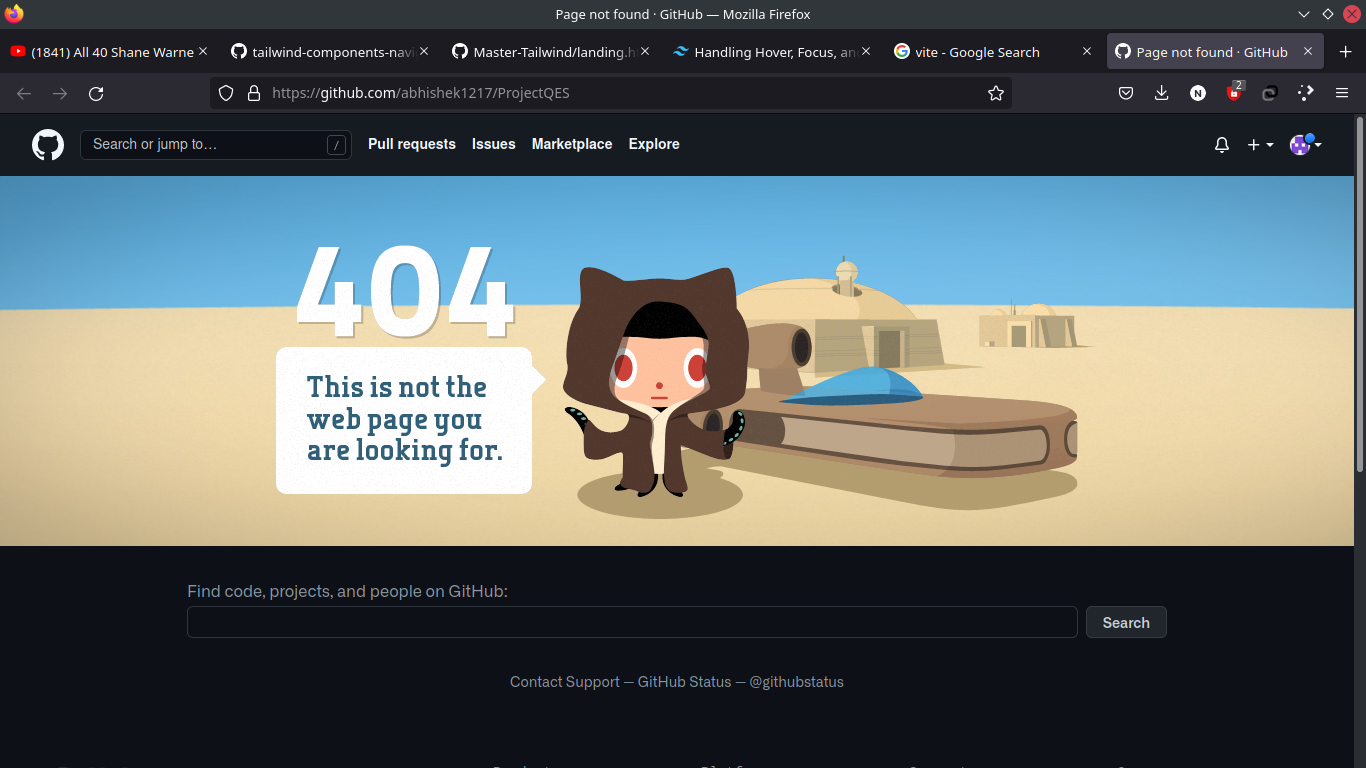 Page not found · GitHub — Mozilla Firefox
(1841) All 40 Shane Warne
tailwind-components-navi
Master-Tailwind/landing.h
Handling Hover, Focus, an
vite - Google Search
Page not found · GitHub
https://github.com/abhishek1217/ProjectQES
N
2
Search or jump to…
/
Pull requests
Issues
Marketplace
Explore
404
This is not the
web page you
are looking for.
Find code, projects, and people on GitHub:
Search
Contact Support — GitHub Status — @githubstatus